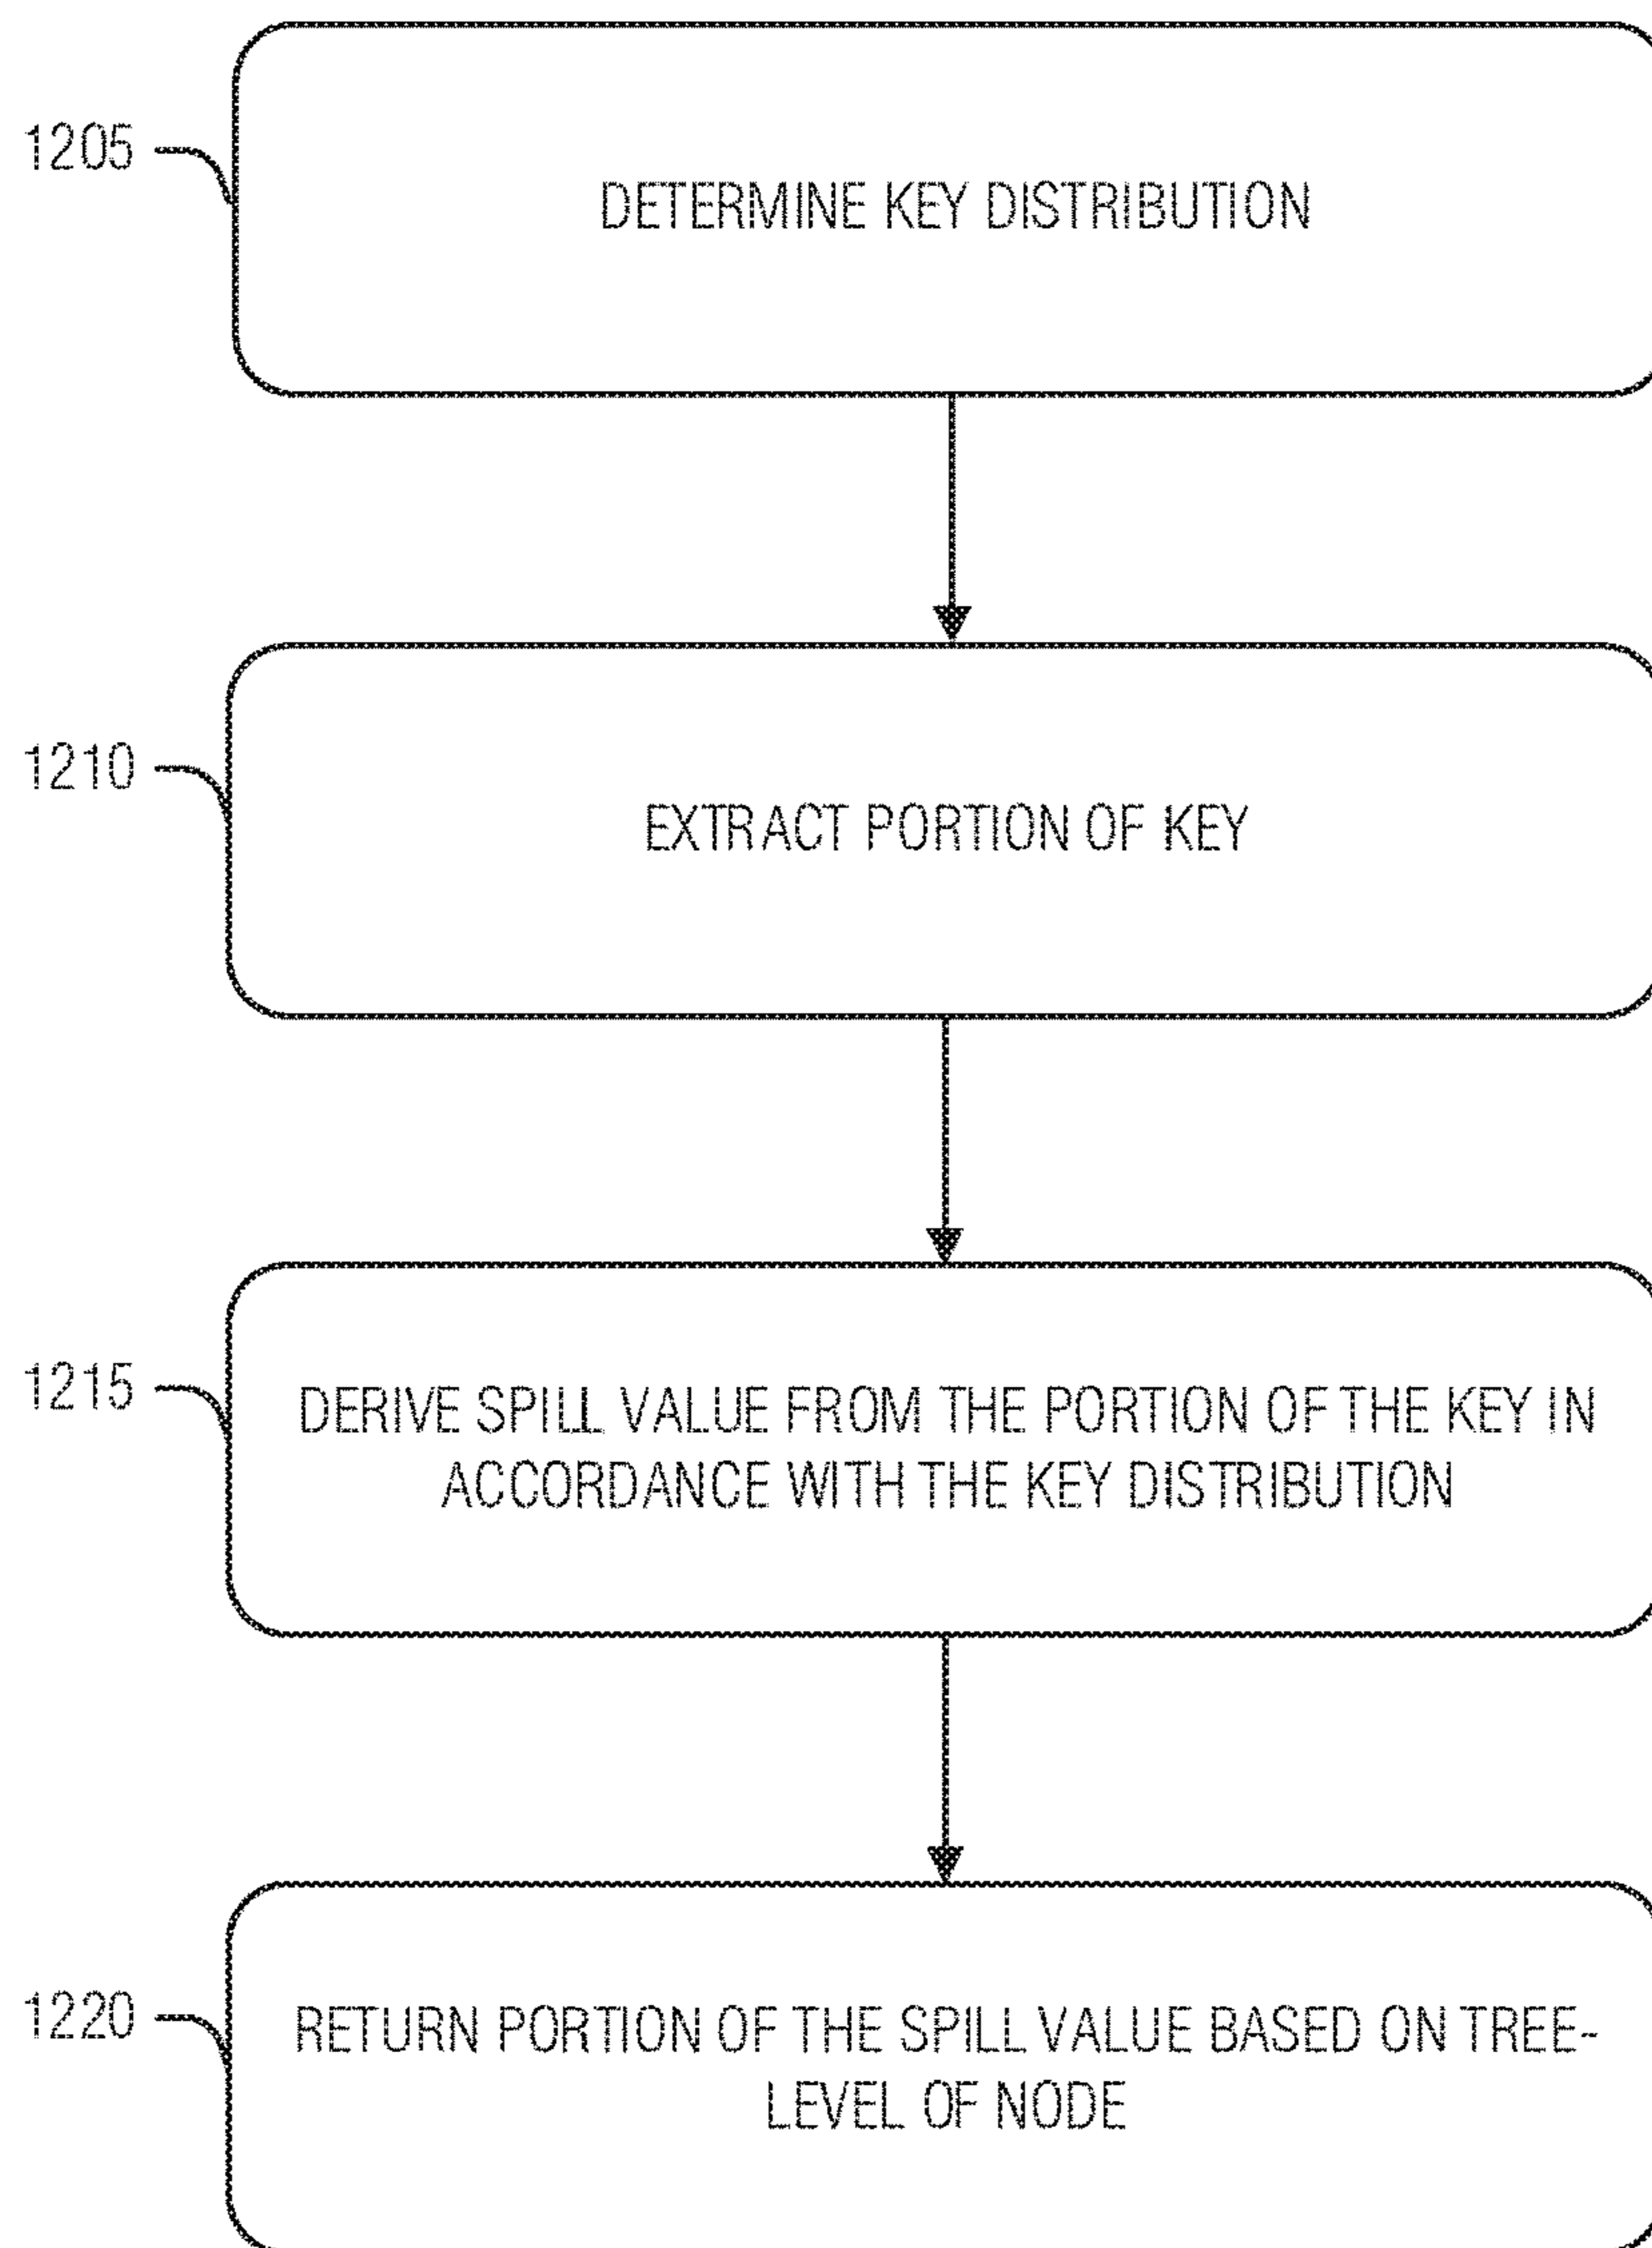 1205
DETERMINE KEY DISTRIBUTION
1210
EXTRACT PORTION OF KEY
1215
DERIVE SPILL VALUE FROM THE PORTION OF THE KEY IN
ACCORDANCE WITH THE KEY DISTRIBUTION
1220
RETURN PORTION OF THE SPILL VALUE BASED ON TREE-
LEVEL OF NODE